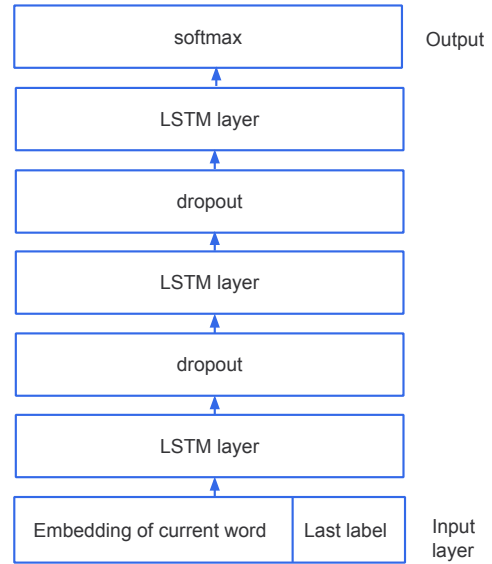 softmax
Output
LSTM layer
dropout
LSTM layer
dropout
LSTM layer
Embedding of current word
Last label
Input
layer